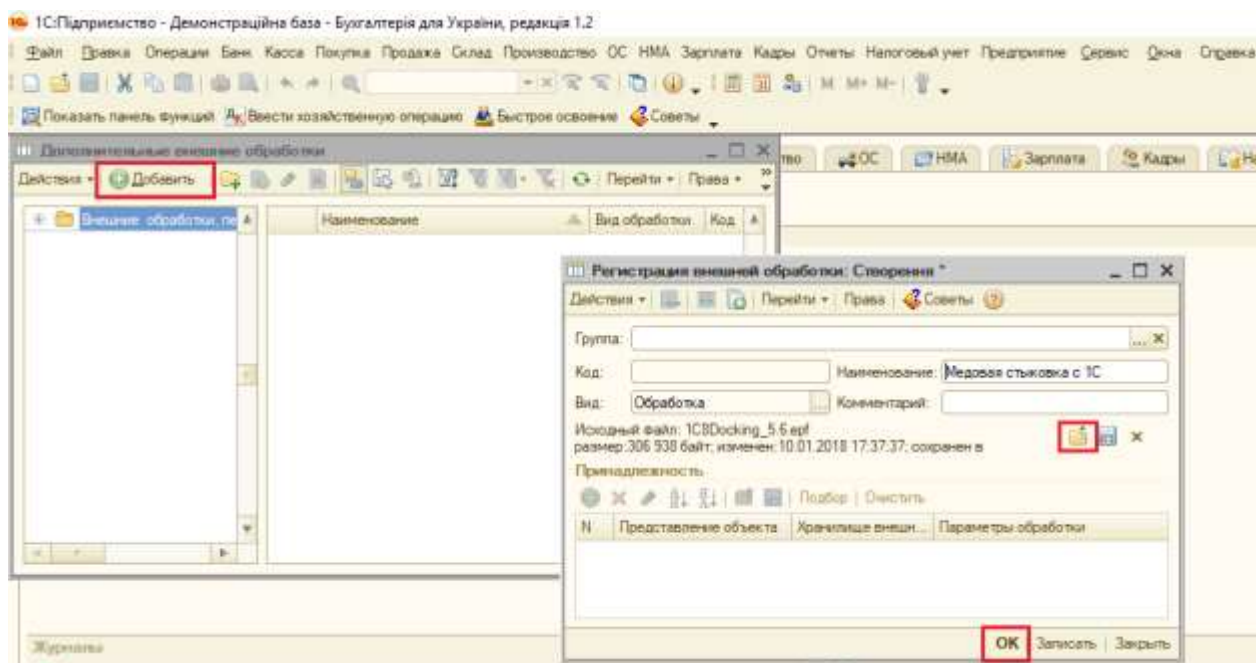 1С:Підприємство - Демонстраційна база - Бухгалтерія для України, редакція 1.2
Файл Правка Операции Банк Касса Покупка Продажа Склад Производство ОС НМА Зарплата Кадры Отчеты Налоговый учет Предприятие Сервис Окна Справка
М М+ М-
Показать панель функций Ввести хозяйственную операцию Быстрое освоение Советы
Дополнительные внешние обработки
тво ОС НМА Зарплата Кадры На
Действия Добавить Перейти Права
Внешние обработки, пе
Наименование Вид обработки Код
Регистрация внешней обработки: Створення *
Действия Перейти Права Советы
Группа:
Код: Наименование: Медовая стыковка с 1С
Вид: Обработка Комментарий:
Исходный файл: 1C8Docking_5.6.epf
размер: 306 938 байт; изменен: 10.01.2018 17:37:37; сохранен в
Принадлежность
Подбор Очистить
N Представление объекта Хранилище внешн... Параметры обработки
Журналы
ОК Записать Закрыть